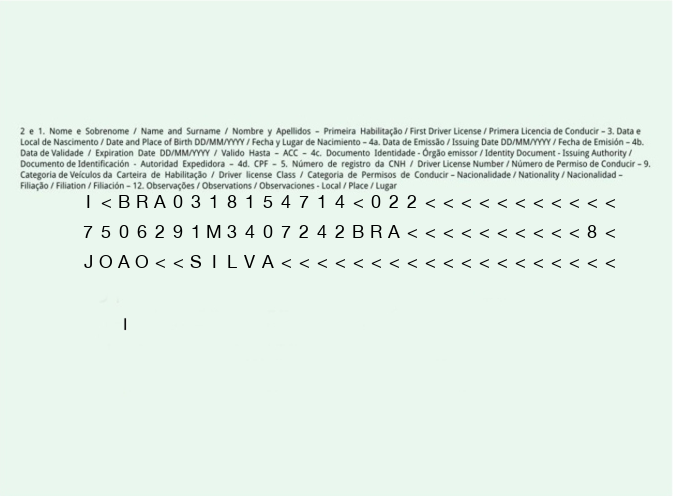 2 e 1. Nome e Sobrenome / Name and Surname / Nombre y Apellidos – Primeira Habilitação / First Driver License / Primera Licencia de Conducir – 3. Data e
Local de Nascimento / Date and Place of Birth DD/MM/YYYY / Fecha y Lugar de Nacimiento – 4a. Data de Emissão / Issuing Date DD/MM/YYYY / Fecha de Emisión – 4b.
Data de Validade / Expiration Date DD/MM/YYYY / Valido Hasta – ACC – 4c. Documento Identidade - Órgão emissor / Identity Document - Issuing Authority /
Documento de Identificación - Autoridad Expedidora – 4d. CPF – 5. Número de registro da CNH / Driver License Number / Número de Permiso de Conducir – 9.
Categoria de Veículos da Carteira de Habilitação / Driver license Class / Categoria de Permisos de Conducir – Nacionalidade / Nationality / Nacionalidad –
Filiação / Filiation / Filiación – 12. Observações / Observations / Observaciones - Local / Place / Lugar
I<BRA0318154714<022<<<<<<<<<<<
7506291M3407242BRA<<<<<<<<<<8<
JOAO<<SILVA<<<<<<<<<<<<<<<<<<<
I